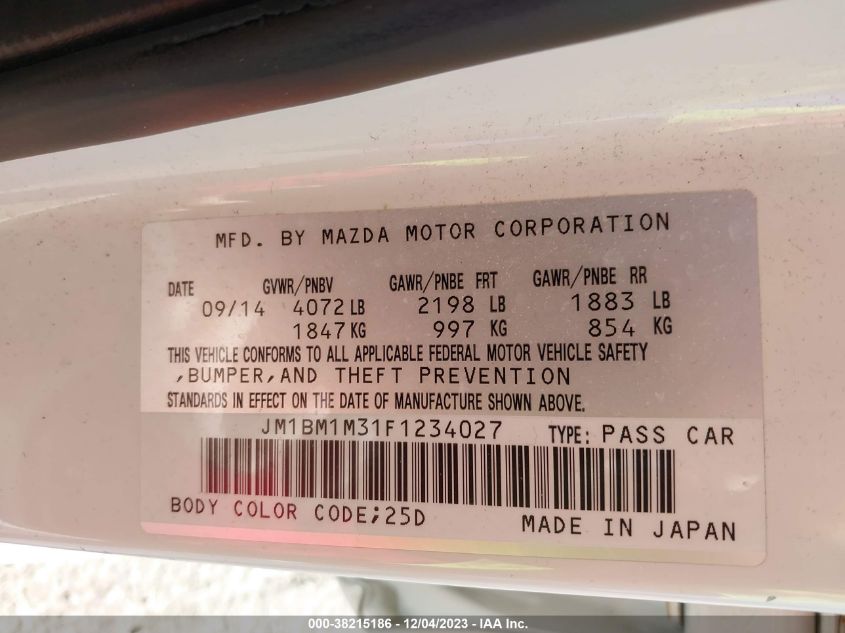 MFD. BY MAZDA MOTOR CORPORATION
DATE GVWR/PNBV GAWR/PNBE FRT GAWR/PNBE RR
09/14 4072 LB 2198 LB 1883 LB
1847 KG 997 KG 854 KG
THIS VEHICLE CONFORMS TO ALL APPLICABLE FEDERAL MOTOR VEHICLE SAFETY
,BUMPER,AND THEFT PREVENTION
STANDARDS IN EFFECT ON THE DATE OF MANUFACTURE SHOWN ABOVE.
JM1BM1M31F1234027 TYPE: PASS CAR
BODY COLOR CODE;25D MADE IN JAPAN
000-38215186 - 12/04/2023 - IAA Inc.